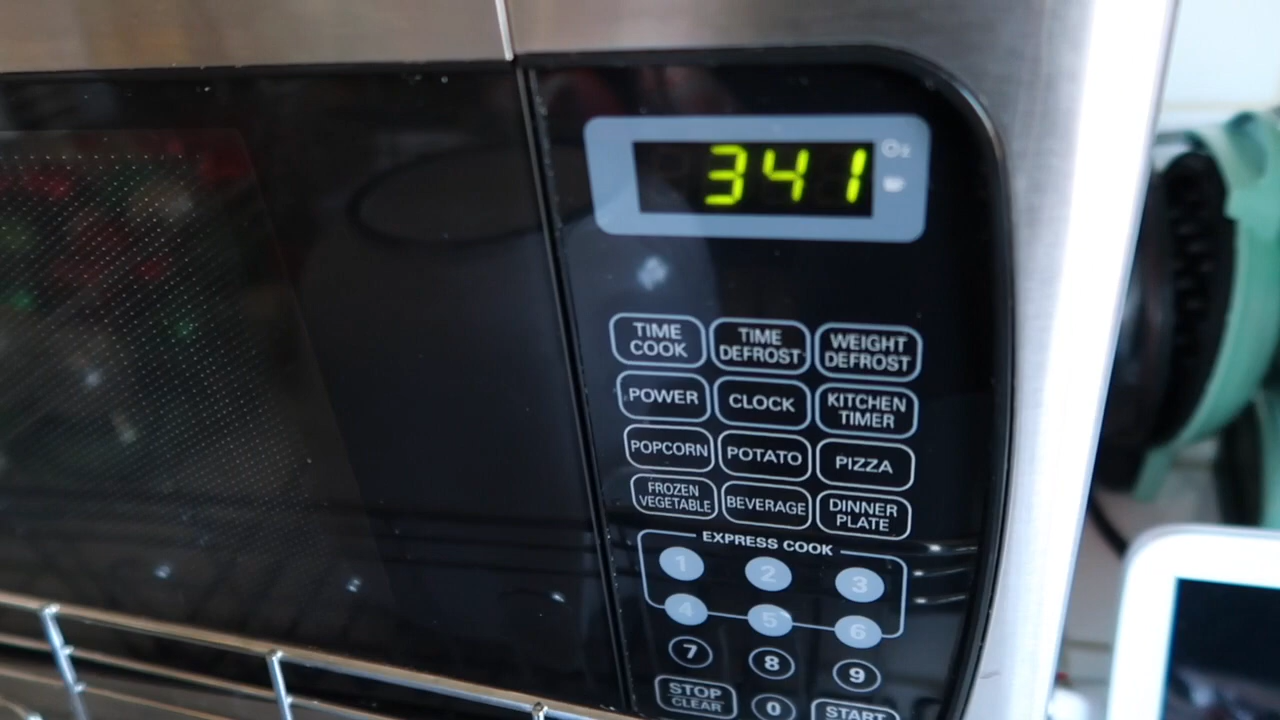 341
Oz
TIME
COOK
TIME
DEFROST
WEIGHT
DEFROST
POWER
CLOCK
KITCHEN
TIMER
POPCORN
POTATO
PIZZA
FROZEN
VEGETABLE
BEVERAGE
DINNER
PLATE
EXPRESS COOK
1
2
3
4
5
6
7
8
9
STOP
CLEAR
0
START